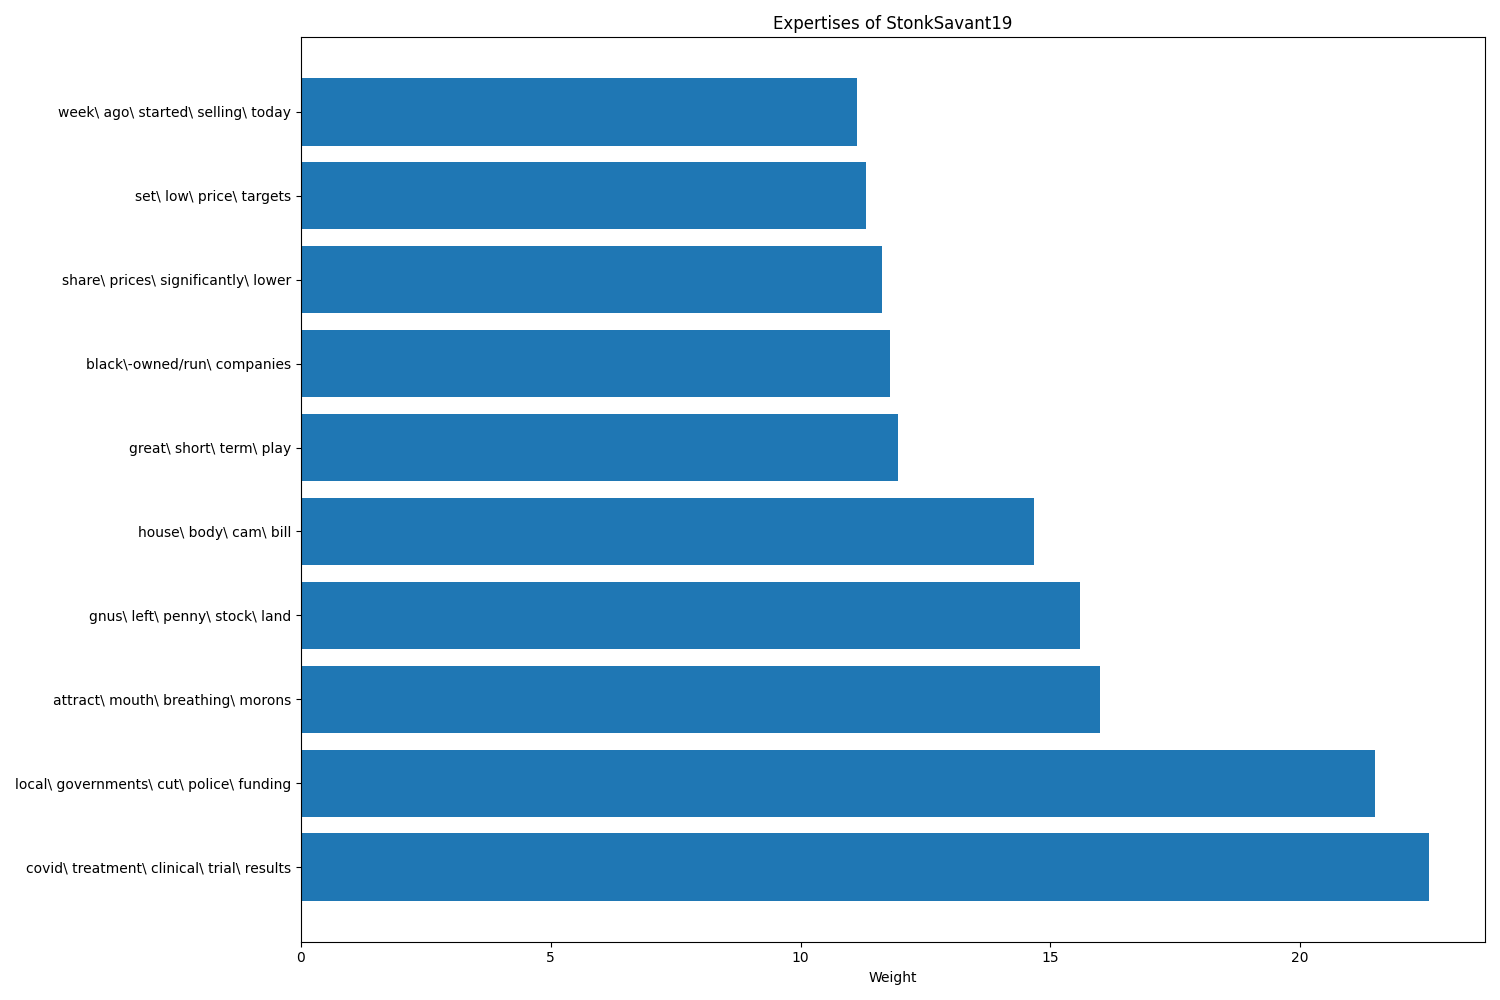 Expertises of StonkSavant19
week\ ago\ started\ selling\ today
set\ low\ price\ targets
share\ prices\ significantly\ lower
black\-owned/run\ companies
great\ short\ term\ play
house\ body\ cam\ bill
gnus\ left\ penny\ stock\ land
attract\ mouth\ breathing\ morons
local\ governments\ cut\ police\ funding
covid\ treatment\ clinical\ trial\ results
0 5 10 15 20
Weight